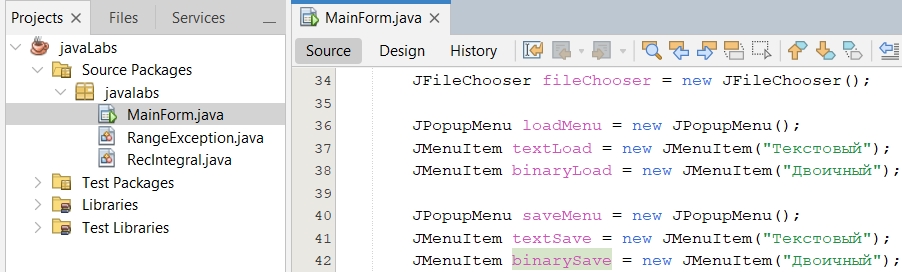 Projects × Files Services
javaLabs
Source Packages
javalabs
MainForm.java
RangeException.java
RecIntegral.java
Test Packages
Libraries
Test Libraries
MainForm.java ×
Source Design History
34 JFileChooser fileChooser = new JFileChooser();
35
36 JPopupMenu loadMenu = new JPopupMenu();
37 JMenuItem textLoad = new JMenuItem("Текстовый");
38 JMenuItem binaryLoad = new JMenuItem("Двоичный");
39
40 JPopupMenu saveMenu = new JPopupMenu();
41 JMenuItem textSave = new JMenuItem("Текстовый");
42 JMenuItem binarySave = new JMenuItem("Двоичный");